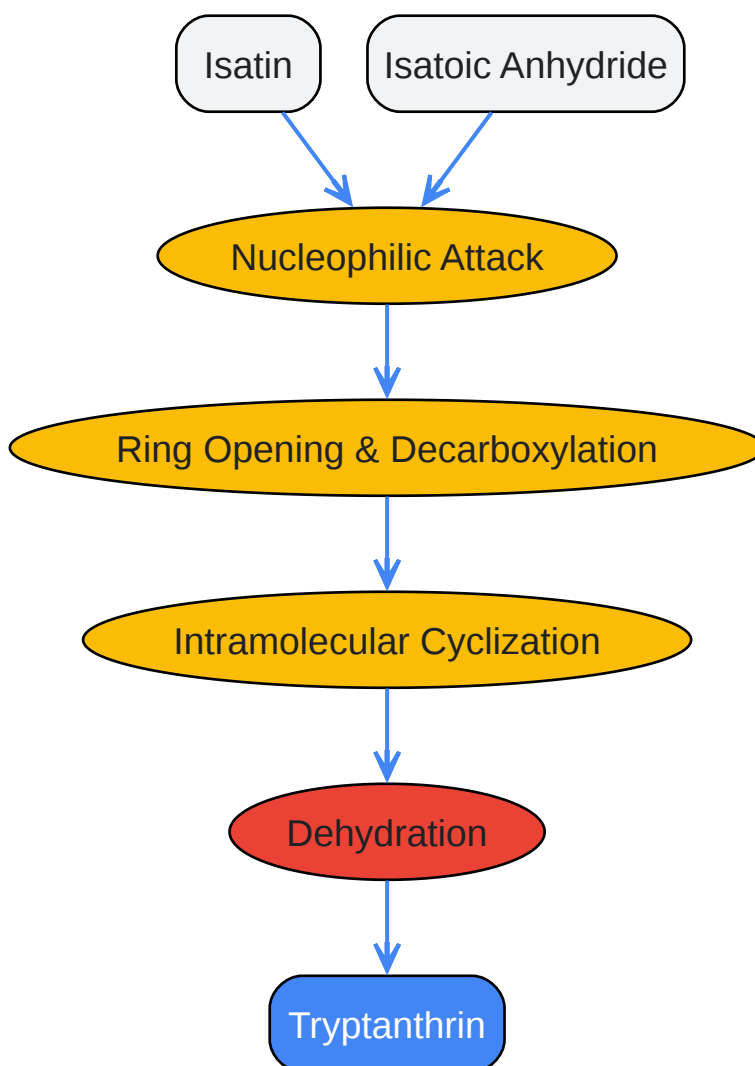 Isatin
Isatoic Anhydride
Nucleophilic Attack
Ring Opening & Decarboxylation
Intramolecular Cyclization
Dehydration
Tryptanthrin